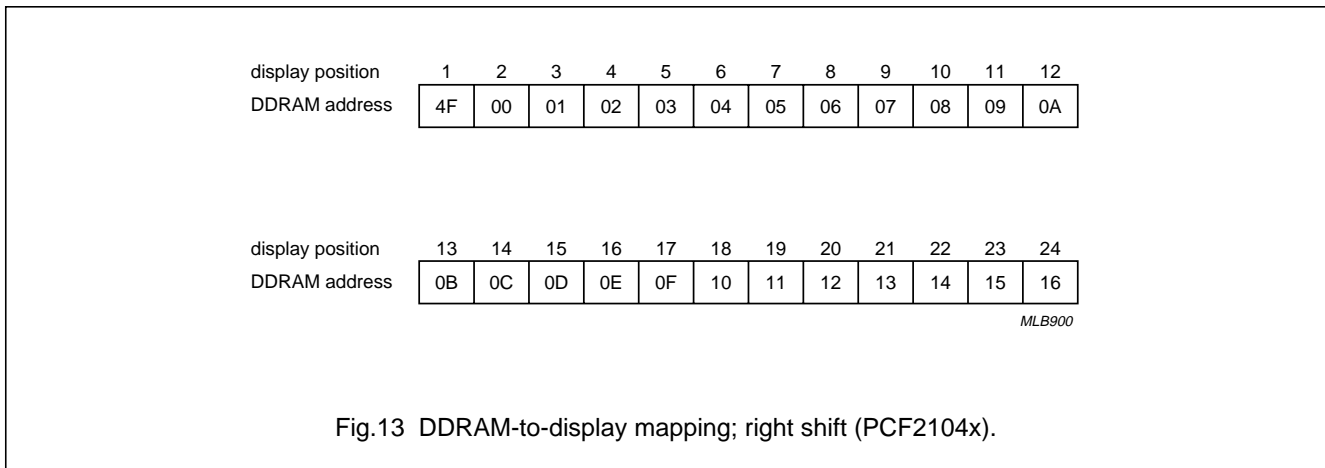 display position 1 2 3 4 5 6 7 8 9 10 11 12
DDRAM address 4F 00 01 02 03 04 05 06 07 08 09 0A
display position 13 14 15 16 17 18 19 20 21 22 23 24
DDRAM address 0B 0C 0D 0E 0F 10 11 12 13 14 15 16
MLB900
Fig.13 DDRAM-to-display mapping; right shift (PCF2104x).